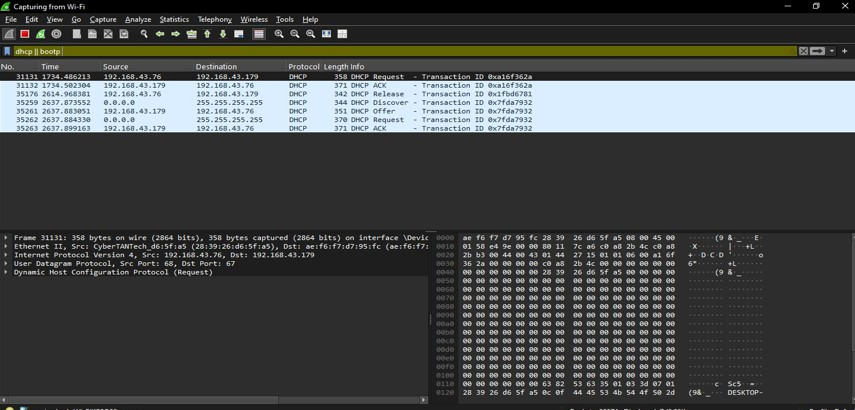 Capturing from Wi-Fi
File Edit View Go Capture Analyze Statistics Telephony Wireless Tools Help
dhcp || bootp
No. Time Source Destination Protocol Length Info
31131 1734.486213 192.168.43.76 192.168.43.179 DHCP 358 DHCP Request - Transaction ID 0xa16f362a
31132 1734.502304 192.168.43.179 192.168.43.76 DHCP 371 DHCP ACK - Transaction ID 0xa16f362a
35176 2614.968381 192.168.43.76 192.168.43.179 DHCP 342 DHCP Release - Transaction ID 0x1fbd6781
35259 2637.873552 0.0.0.0 255.255.255.255 DHCP 344 DHCP Discover - Transaction ID 0x7fda7932
35261 2637.883051 192.168.43.179 192.168.43.76 DHCP 351 DHCP Offer - Transaction ID 0x7fda7932
35262 2637.884330 0.0.0.0 255.255.255.255 DHCP 370 DHCP Request - Transaction ID 0x7fda7932
35263 2637.899163 192.168.43.179 192.168.43.76 DHCP 371 DHCP ACK - Transaction ID 0x7fda7932
Frame 31131: 358 bytes on wire (2864 bits), 358 bytes captured (2864 bits) on interface \Devic
Ethernet II, Src: CyberTANTech_d6:5f:a5 (28:39:26:d6:5f:a5), Dst: ae:f6:f7:d7:95:fc (ae:f6:f7:
Internet Protocol Version 4, Src: 192.168.43.76, Dst: 192.168.43.179
User Datagram Protocol, Src Port: 68, Dst Port: 67
Dynamic Host Configuration Protocol (Request)
0000 ae f6 f7 d7 95 fc 28 39 26 d6 5f a5 08 00 45 00 ······(9 &·_···E·
0010 01 58 e4 9e 00 00 80 11 7c a6 c0 a8 2b 4c c0 a8 ·X······ |···+L··
0020 2b b3 00 44 00 43 01 44 27 15 01 01 06 00 a1 6f +··D·C·D '······o
0030 36 2a 00 00 00 00 c0 a8 2b 4c 00 00 00 00 00 00 6*······ +L······
0040 00 00 00 00 00 00 28 39 26 d6 5f a5 00 00 00 00 ······(9 &·_·····
0050 00 00 00 00 00 00 00 00 00 00 00 00 00 00 00 00 ········ ········
0060 00 00 00 00 00 00 00 00 00 00 00 00 00 00 00 00 ········ ········
0070 00 00 00 00 00 00 00 00 00 00 00 00 00 00 00 00 ········ ········
0080 00 00 00 00 00 00 00 00 00 00 00 00 00 00 00 00 ········ ········
0090 00 00 00 00 00 00 00 00 00 00 00 00 00 00 00 00 ········ ········
00a0 00 00 00 00 00 00 00 00 00 00 00 00 00 00 00 00 ········ ········
00b0 00 00 00 00 00 00 00 00 00 00 00 00 00 00 00 00 ········ ········
00c0 00 00 00 00 00 00 00 00 00 00 00 00 00 00 00 00 ········ ········
00d0 00 00 00 00 00 00 00 00 00 00 00 00 00 00 00 00 ········ ········
00e0 00 00 00 00 00 00 00 00 00 00 00 00 00 00 00 00 ········ ········
00f0 00 00 00 00 00 00 00 00 00 00 00 00 00 00 00 00 ········ ········
0100 00 00 00 00 00 00 00 00 00 00 00 00 00 00 00 00 ········ ········
0110 00 00 00 00 00 00 63 82 53 63 35 01 03 3d 07 01 ······c· Sc5··=··
0120 28 39 26 d6 5f a5 0c 0f 44 45 53 4b 54 4f 50 2d (9&·_··· DESKTOP-